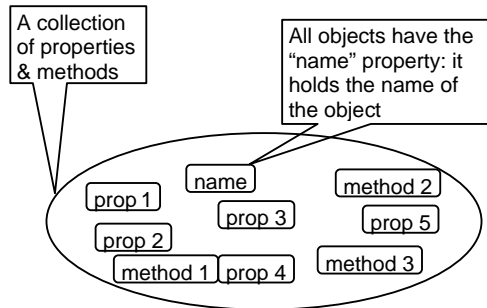 A collection
of properties
& methods
All objects have the
“name” property: it
holds the name of
the object
name
method 2
prop 1
prop 3
prop 5
prop 2
method 1
prop 4
method 3